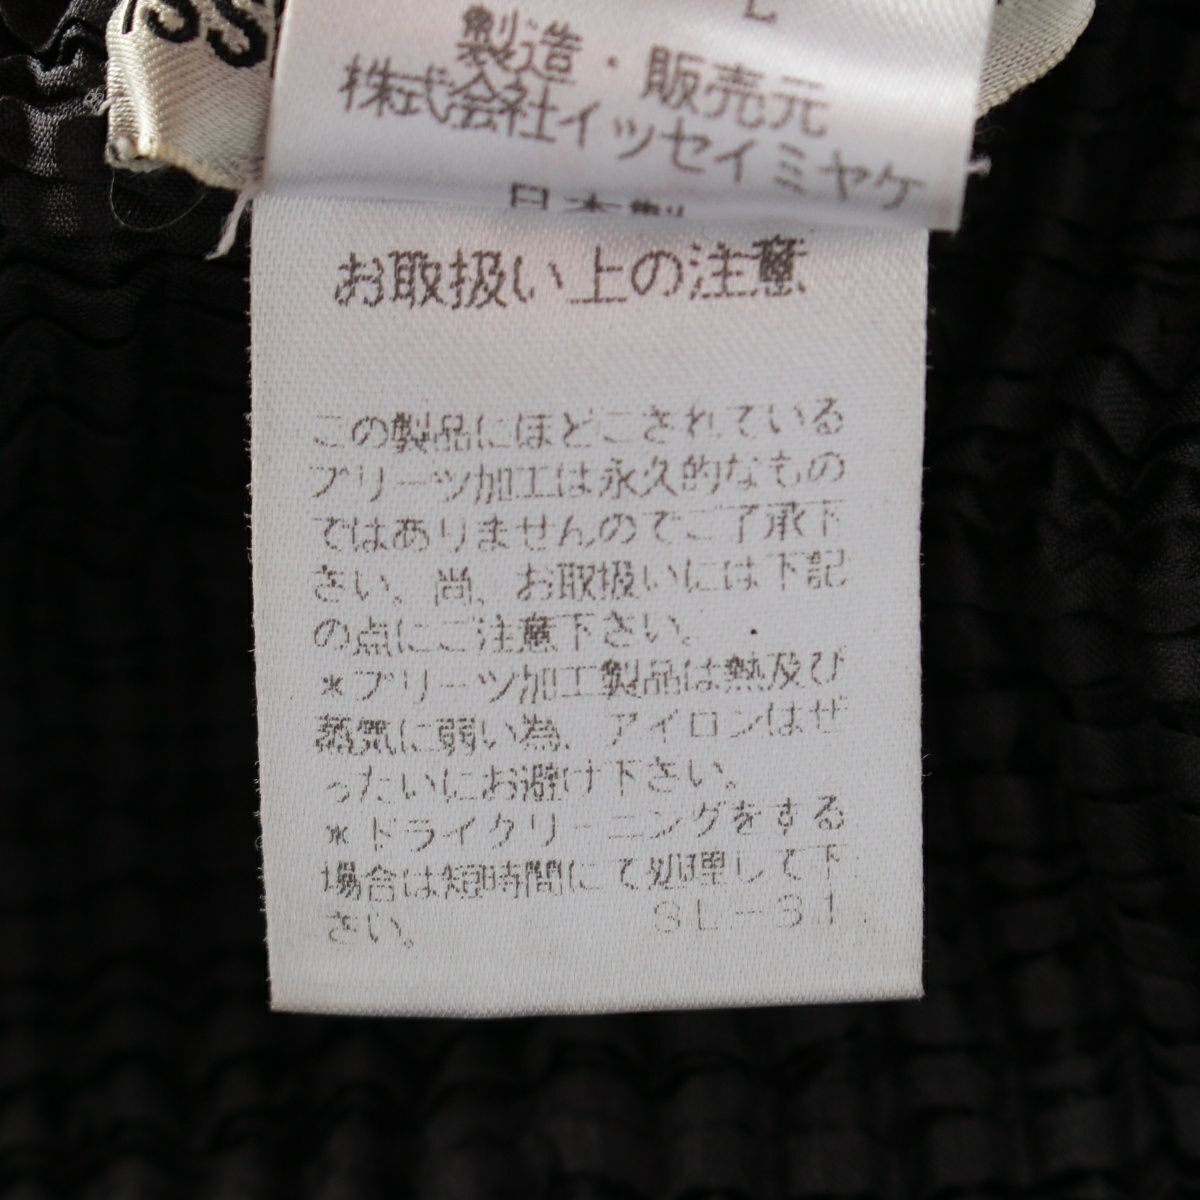 SS
L
製造・販売元
株式会社イッセイミヤケ
日本製
お取扱い上の注意
この製品にほどこされている
プリーツ加工は永久的なもの
ではありませんのでご了承下
さい。尚、お取扱いには下記
の点にご注意下さい。
*プリーツ加工製品は熱及び
蒸気に弱い為、アイロンはぜ
ったいにお避け下さい。
*ドライクリーニングをする
場合は短時間にて処理して下
さい。